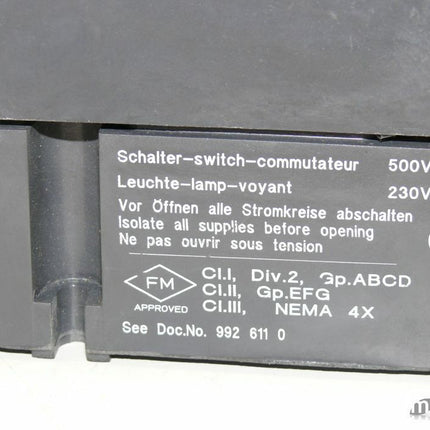 Schalter-switch-commutateur 500V
Leuchte-lamp-voyant 230V
Vor Öffnen alle Stromkreise abschalten
Isolate all supplies before opening
Ne pas ouvrir sous tension
FM
APPROVED
Cl.I, Div.2, Gp.ABCD
Cl.II, Gp.EFG
Cl.III, NEMA 4X
See Doc.No. 992 611 0